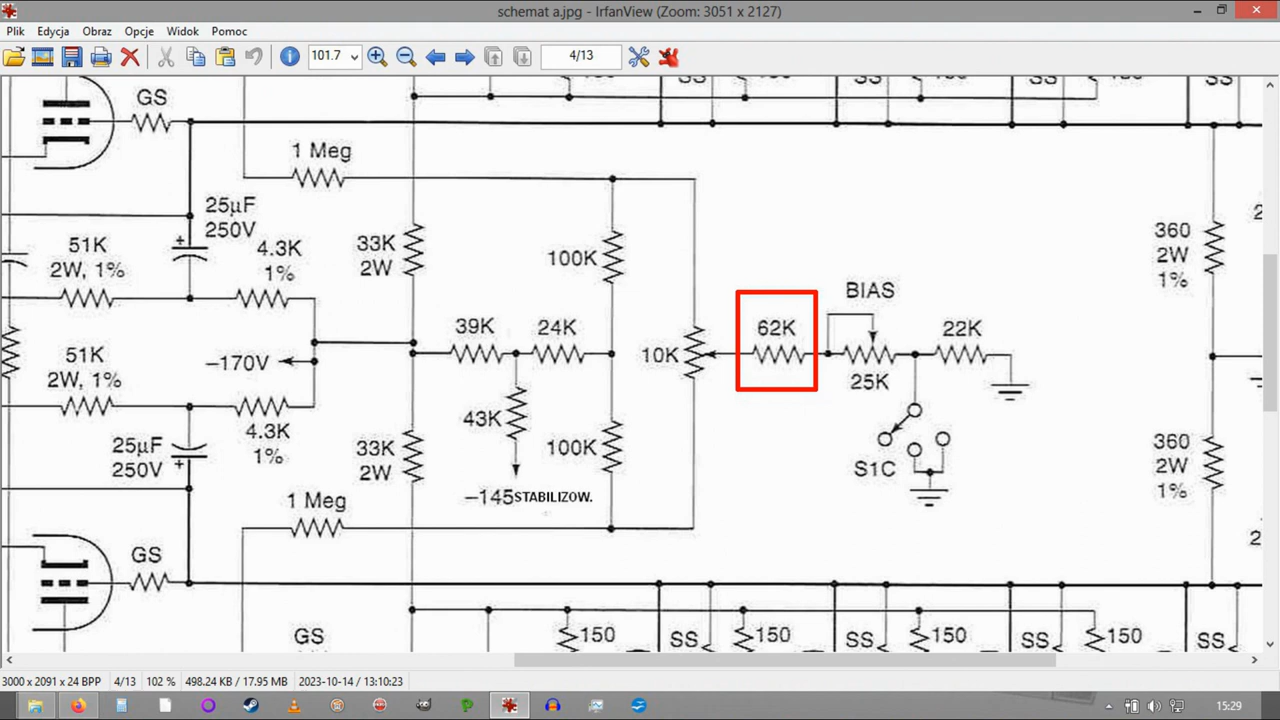 schemat a.jpg - IrfanView (Zoom: 3051 x 2127)
Plik Edycja Obraz Opcje Widok Pomoc
101.7 4/13
SS SS SS SS
GS
1 Meg
25µF
250V
51K
2W, 1%
4.3K
1%
33K
2W
100K
360
2W
1%
BIAS
39K 24K 62K 22K
10K
25K
−170V
51K
2W, 1%
43K
4.3K
1%
25µF
250V
33K
2W
100K
S1C
360
2W
1%
−145STABILIZOW.
1 Meg
GS
GS
150 SS 150 SS 150 SS 150
3000 x 2091 x 24 BPP 4/13 102 % 498.24 KB / 17.95 MB 2023-10-14 / 13:10:23
15:29